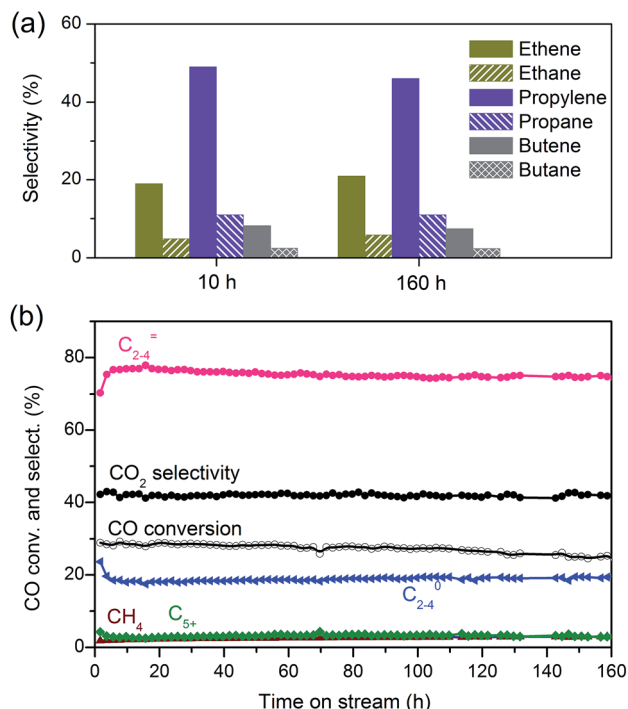 (a)
60
40
20
0
Selectivity (%)
Ethene
Ethane
Propylene
Propane
Butene
Butane
10 h
160 h
(b)
80
60
40
20
0
CO conv. and select. (%)
C₂₋₄⁼
CO₂ selectivity
CO conversion
C₂₋₄⁰
CH₄
C₅₊
0 20 40 60 80 100 120 140 160
Time on stream (h)